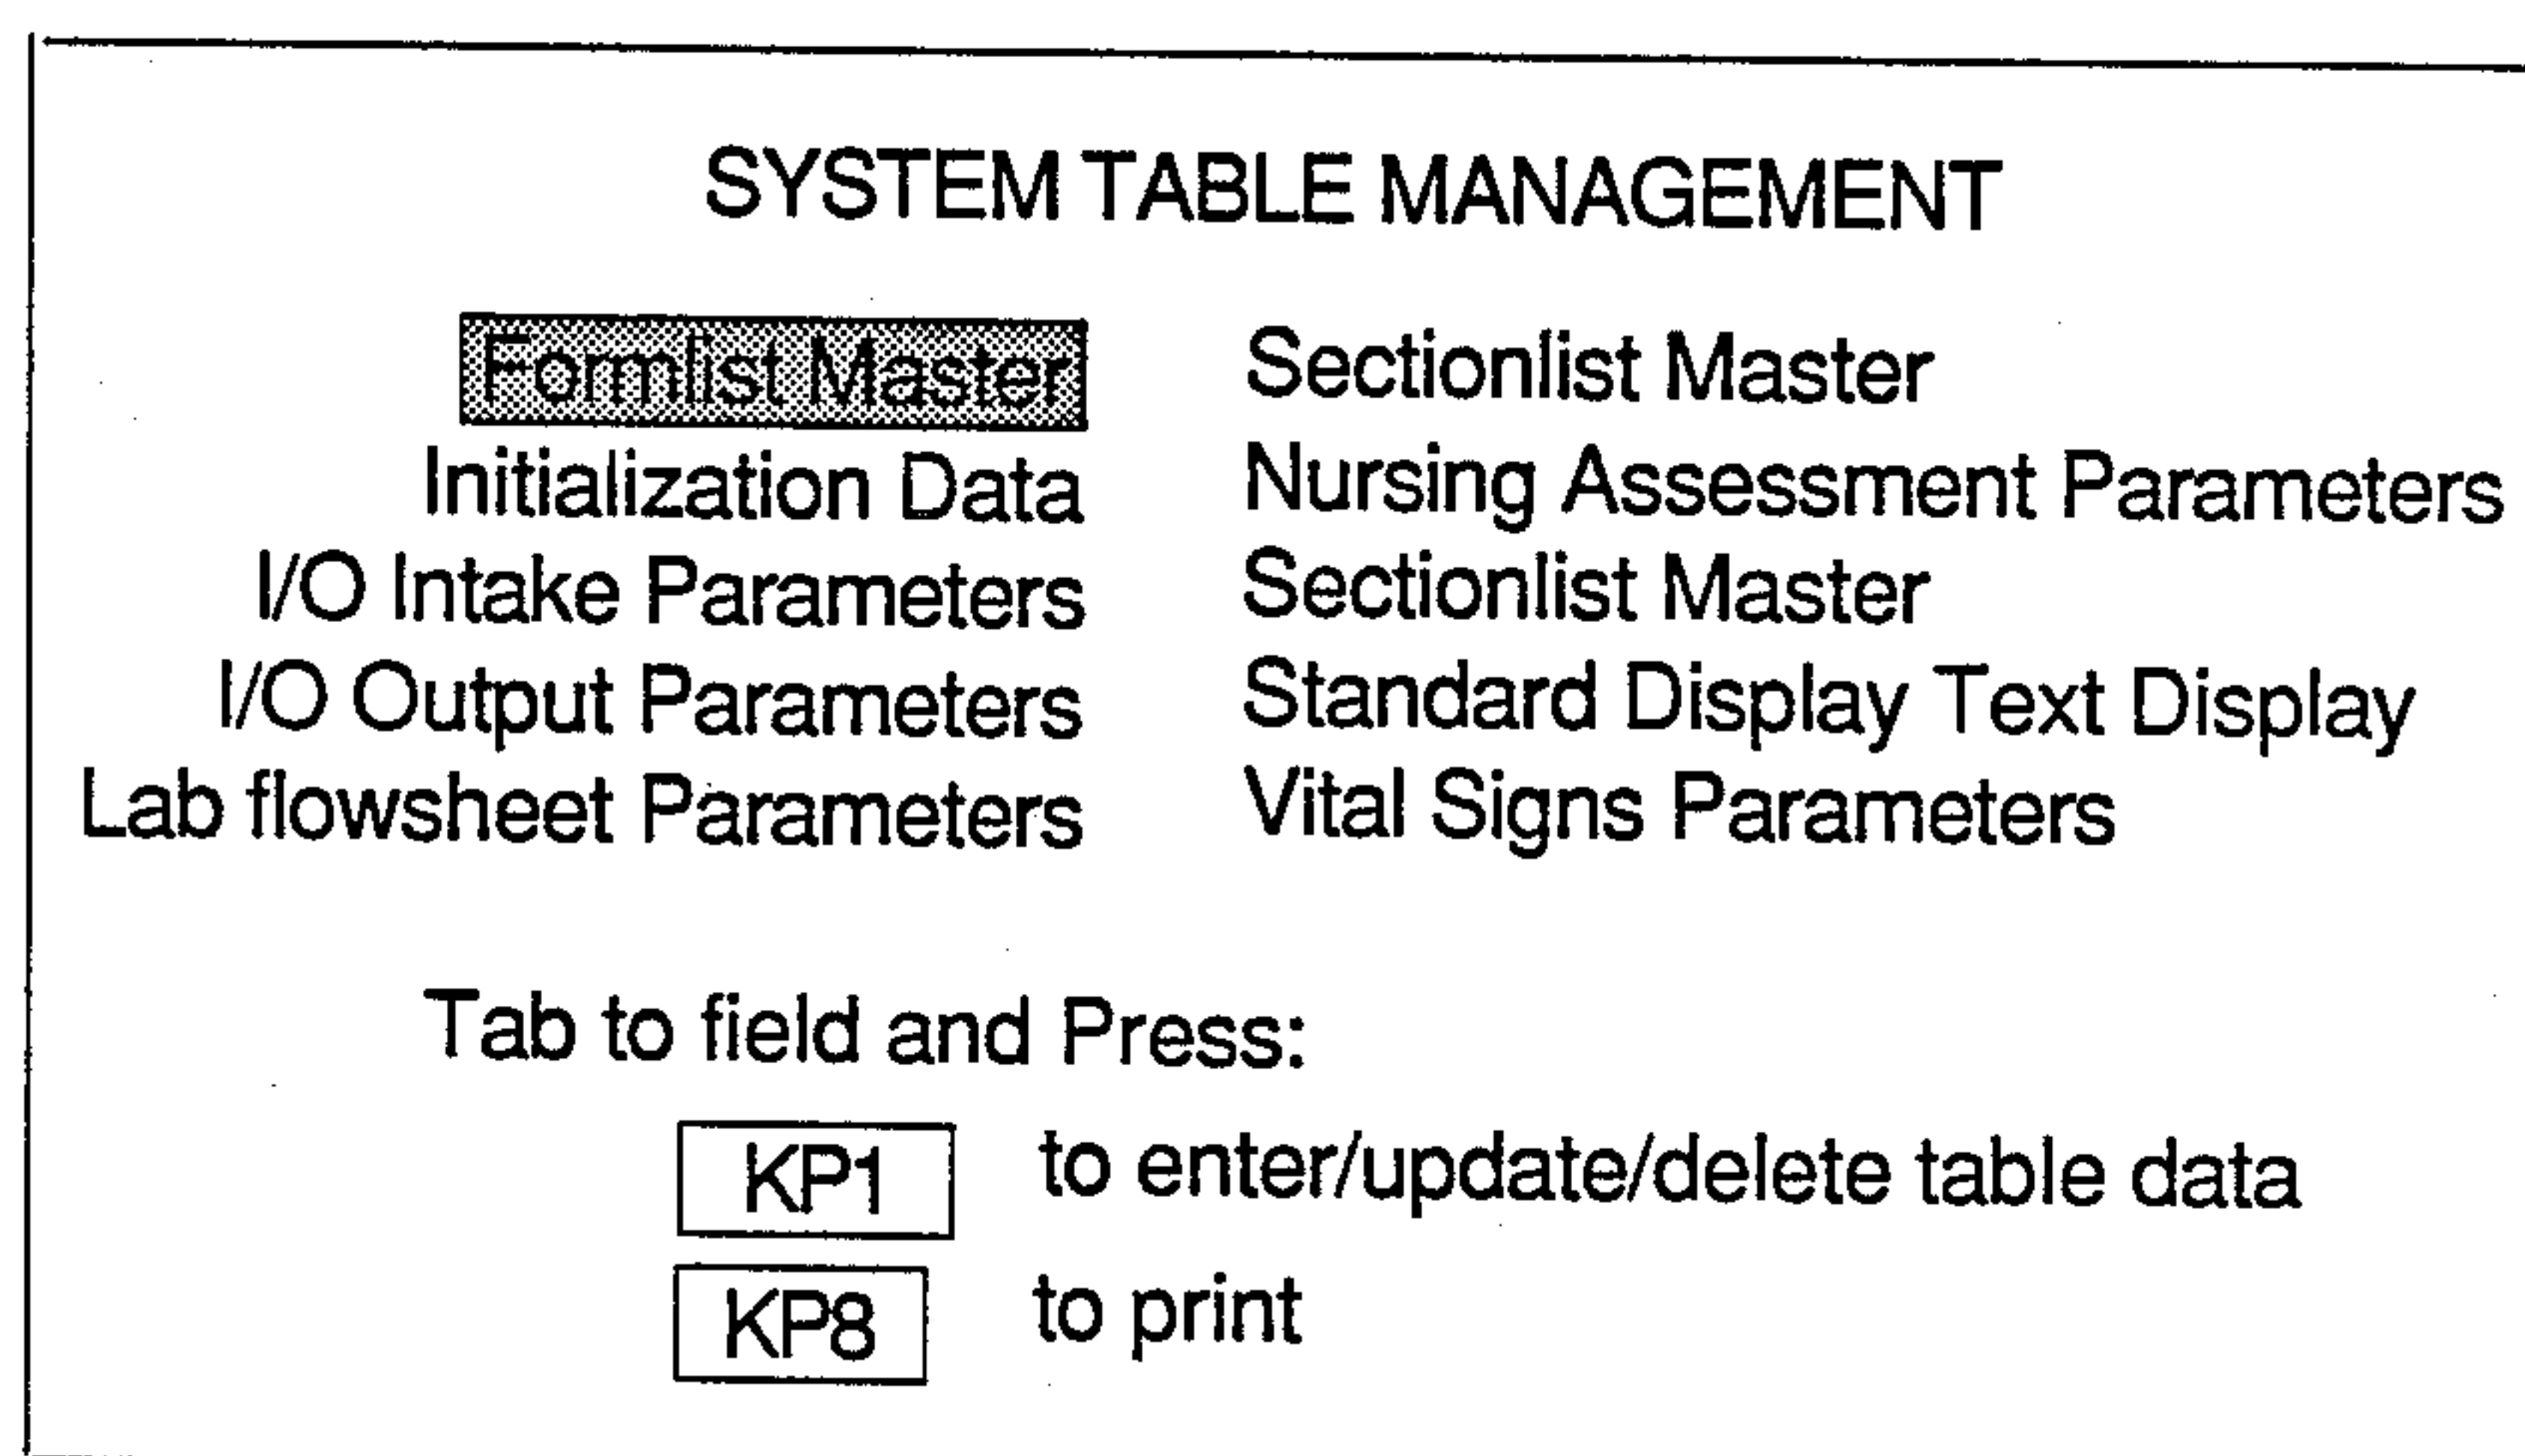 SYSTEM TABLE MANAGEMENT
Formlist Master Sectionlist Master
Initialization Data Nursing Assessment Parameters
I/O Intake Parameters Sectionlist Master
I/O Output Parameters Standard Display Text Display
Lab flowsheet Parameters Vital Signs Parameters
Tab to field and Press:
KP1 to enter/update/delete table data
KP8 to print